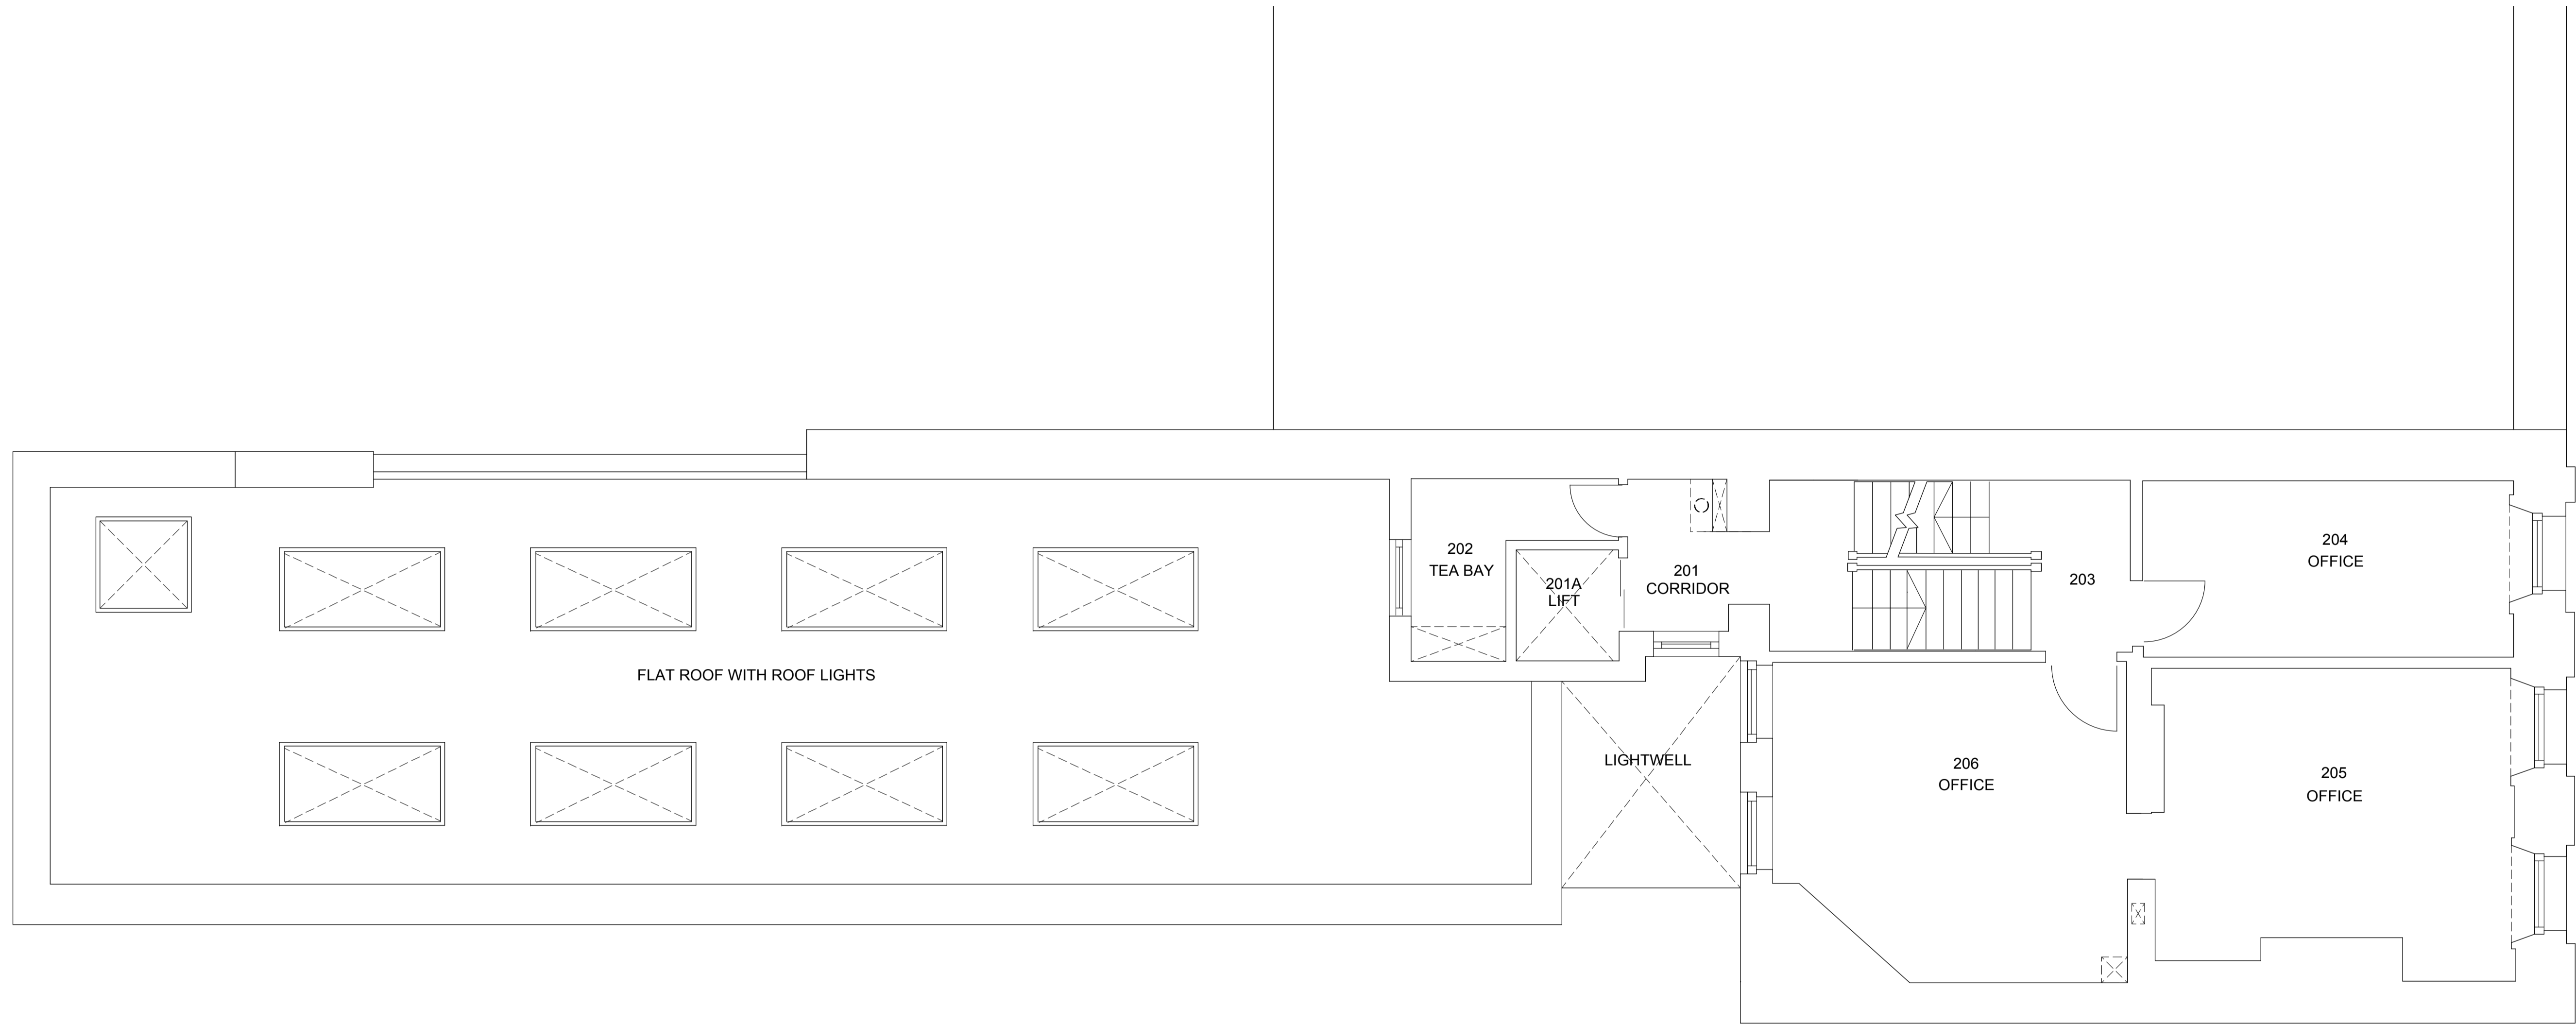 202
TEA BAY
201A
LIFT
201
CORRIDOR
203
204
OFFICE
FLAT ROOF WITH ROOF LIGHTS
LIGHTWELL
206
OFFICE
205
OFFICE